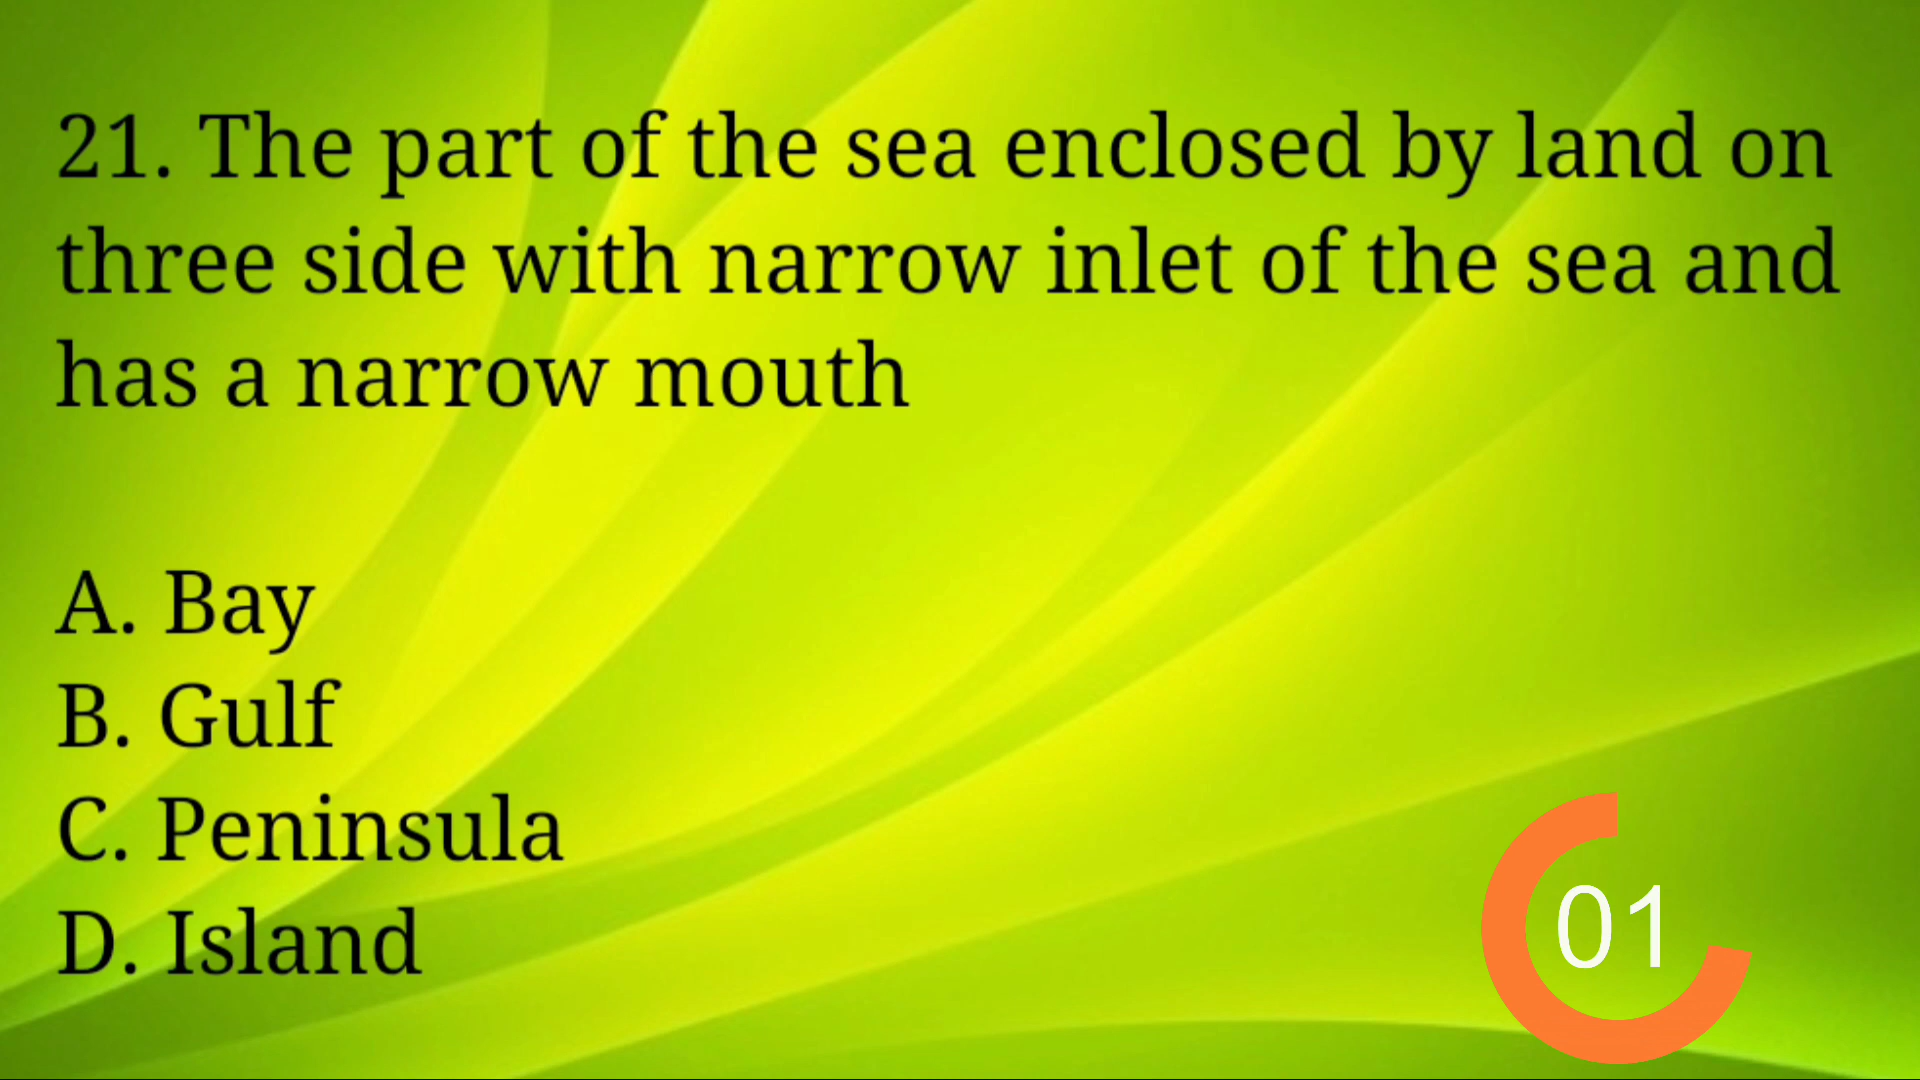 21. The part of the sea enclosed by land on
three side with narrow inlet of the sea and
has a narrow mouth
A. Bay
B. Gulf
C. Peninsula
D. Island
01